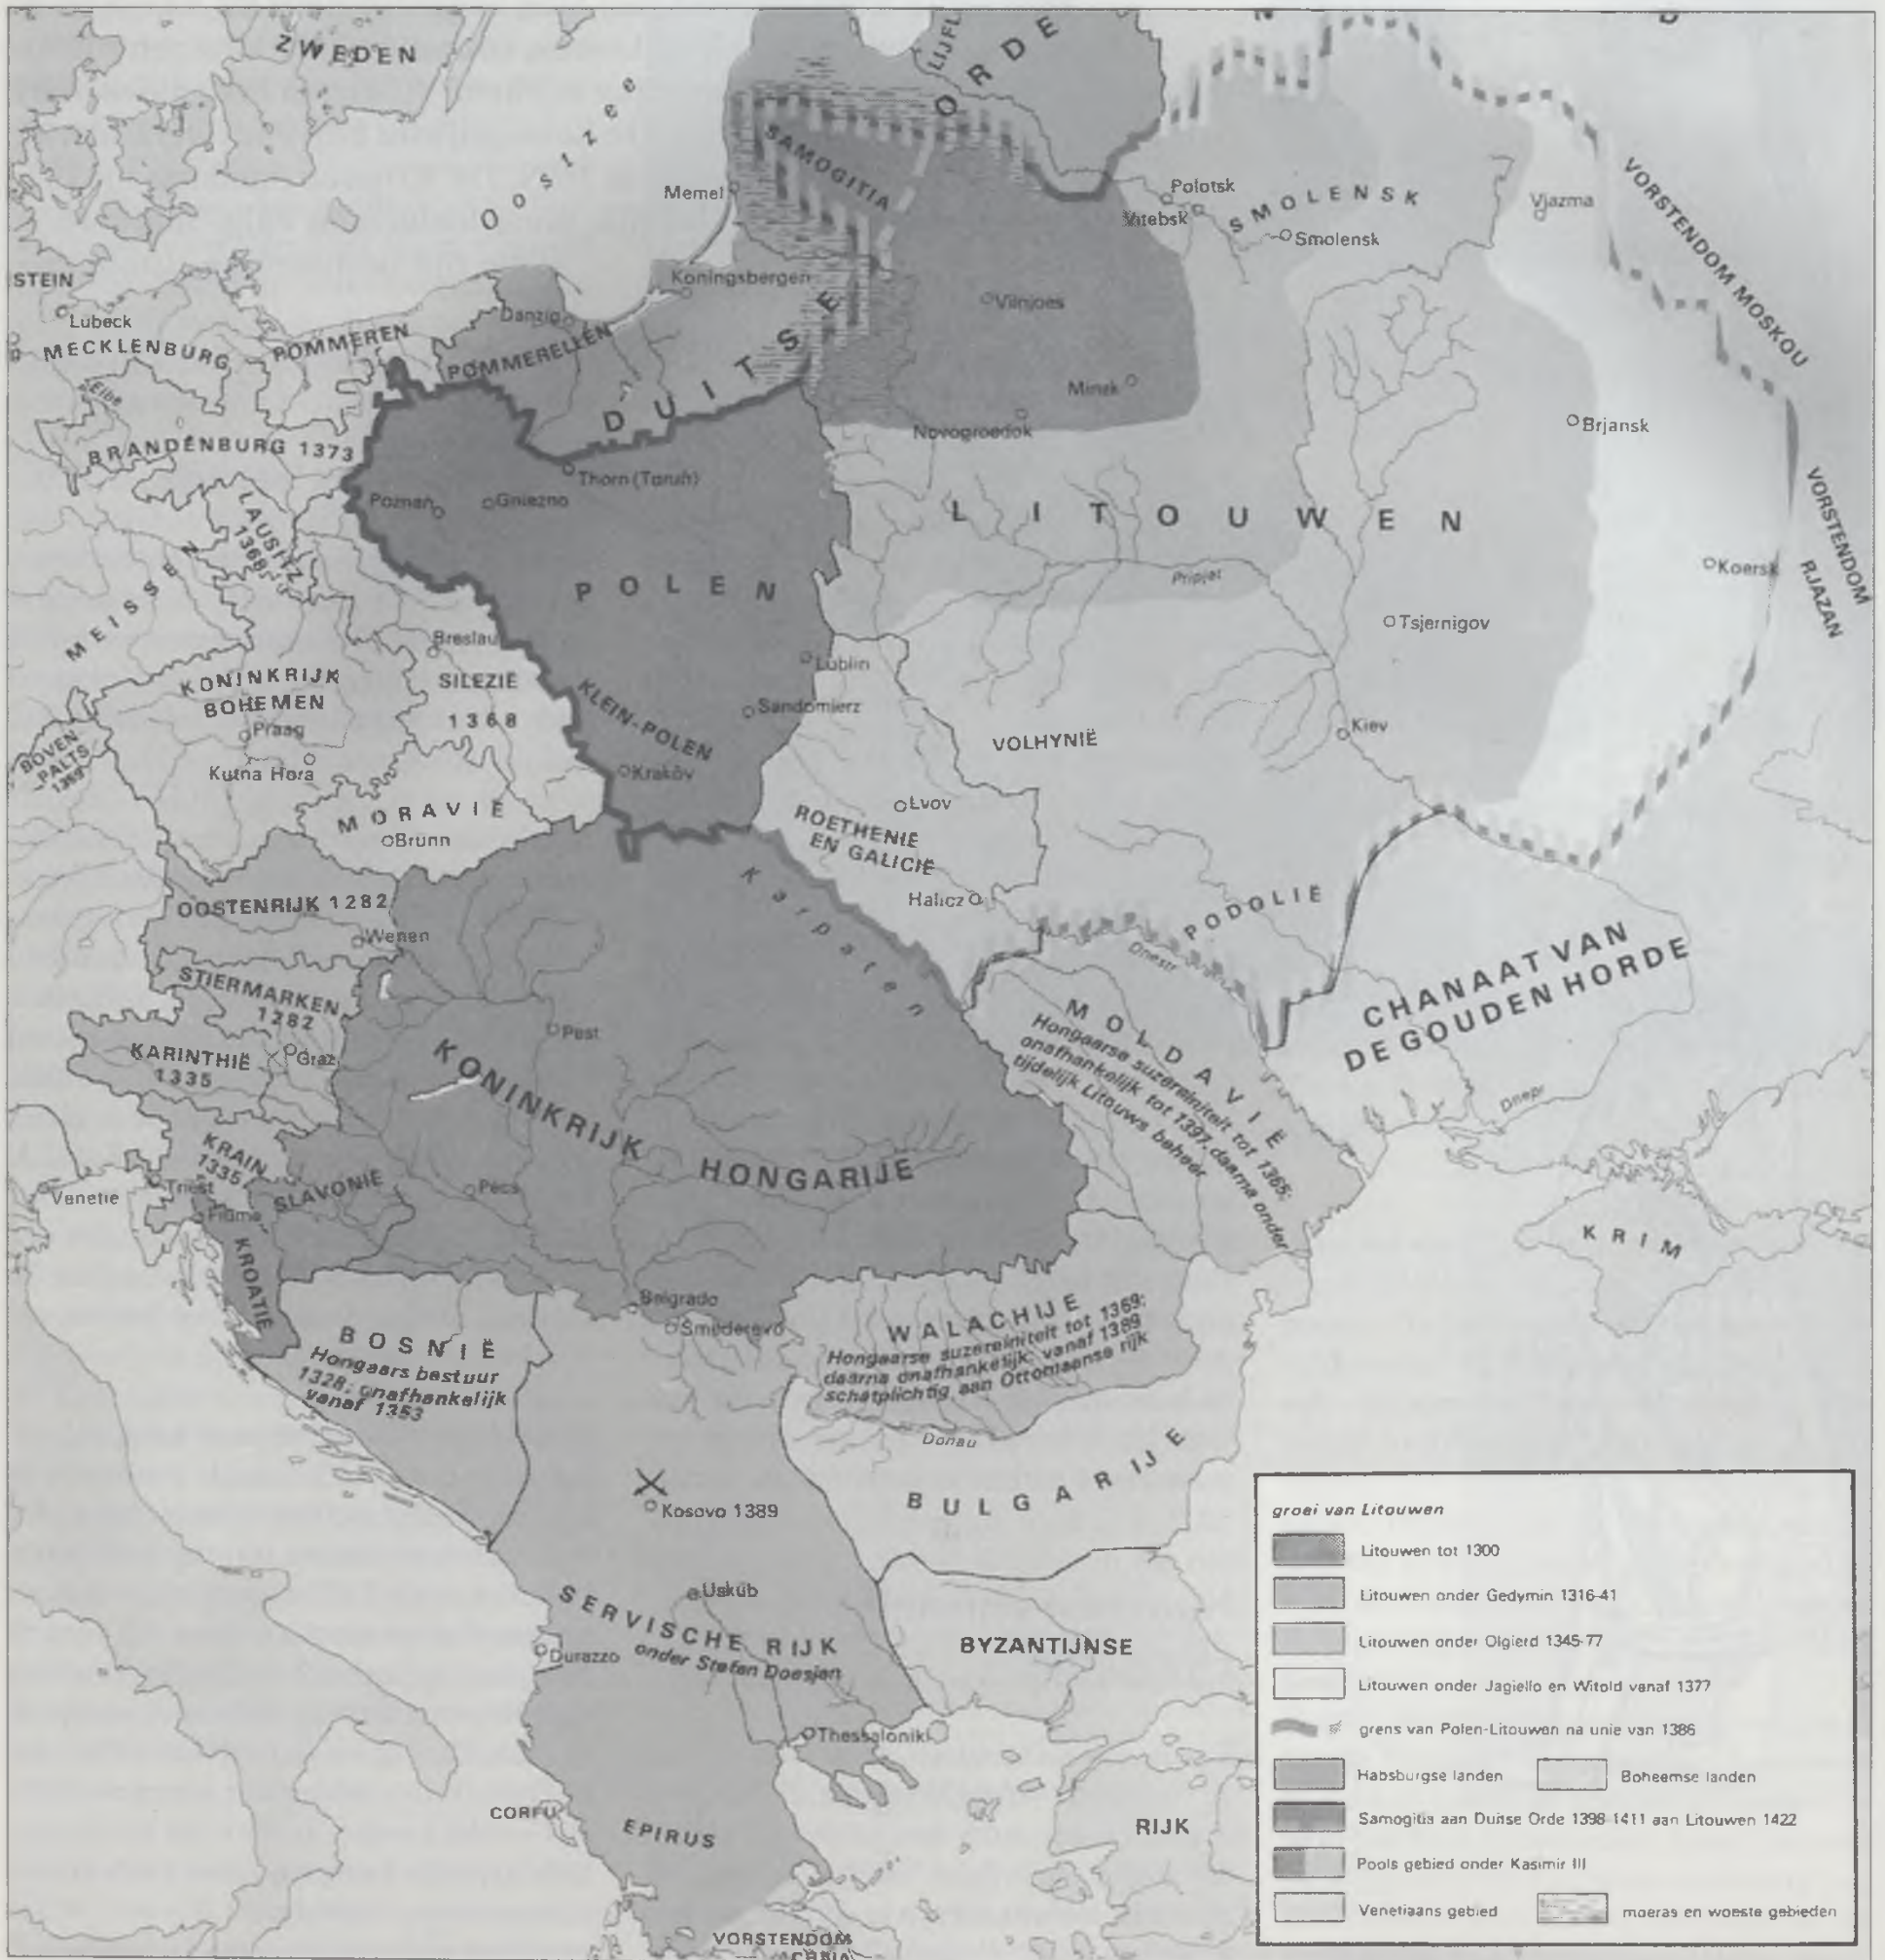 ZWEDEN
Oostzee
LIJFL
ORDE
N
D
SAMOGITIA
Memel
Polotsk
Vitebsk
SMOLENSK
Smolensk
Vjazma
VORSTENDOM MOSKOU
STEIN
Lubeck
MECKLENBURG
POMMEREN
Danzig
POMMERELLEN
Koningsbergen
DUITSE
Vilnjoes
Minsk
Novogroedok
Elbe
BRANDENBURG 1373
Thorn (Toruń)
Poznan
Gniezno
Brjansk
LAUSITZ
1368
LITOUWEN
Koersk
VORSTENDOM
RJAZAN
MEISSEN
POLEN
Pripjet
Tsjernigov
Breslau
Lublin
KONINKRIJK
BOHEMEN
SILEZIË
1368
KLEIN-POLEN
Sandomierz
Praag
Kutna Hora
BOVEN
-PALTS
Kraków
VOLHYNIË
Kiev
MORAVIE
Brunn
Lvov
ROETHENIË
EN GALICIË
Halicz
Karpaten
OOSTENRIJK 1282
Wenen
PODOLIE
Dnestr
CHANAAT VAN
DE GOUDEN HORDE
STIERMARKEN
1282
KARINTHIË
1335
Graz
Pest
MOLDAVIË
Hongaarse suzereiniteit tot 1365;
onafhankelijk tot 1397, daarna onder
tijdelijk Litouws beheer
Dnepr
KONINKRIJK HONGARIJE
KRAIN
1335
Venetie
Triest
Fiume
SLAVONIË
Pecs
KROATIË
KRIM
Belgrado
Smederevo
BOSNIË
Hongaars bestuur
1328; onafhankelijk
vanaf 1353
WALACHIJE
Hongaarse suzereiniteit tot 1369;
daarna onafhankelijk; vanaf 1389
schatplichtig aan Ottomaanse rijk
Donau
BULGARIJE
Kosovo 1389
Uskub
SERVISCHE RIJK
onder Stefan Doesjan
Durazzo
BYZANTIJNSE
Thessaloniki
CORFU
EPIRUS
RIJK
VORSTENDOM
groei van Litouwen
Litouwen tot 1300
Litouwen onder Gedymin 1316-41
Litouwen onder Olgierd 1345-77
Litouwen onder Jagiello en Witold vanaf 1377
grens van Polen-Litouwen na unie van 1386
Habsburgse landen
Boheemse landen
Samogitia aan Duitse Orde 1398-1411 aan Litouwen 1422
Pools gebied onder Kasimir III
Venetiaans gebied
moeras en woeste gebieden